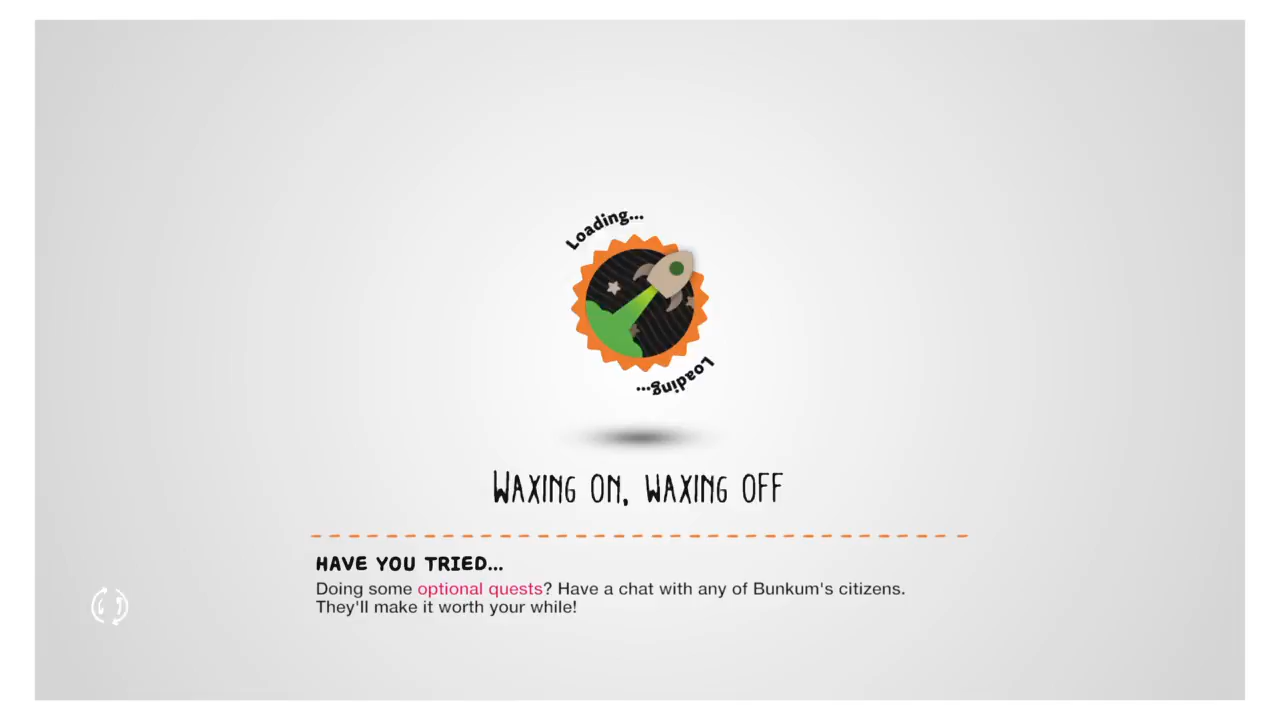 Loading...
Loading...
WAXING ON, WAXING OFF
HAVE YOU TRIED...
Doing some optional quests? Have a chat with any of Bunkum's citizens.
They'll make it worth your while!